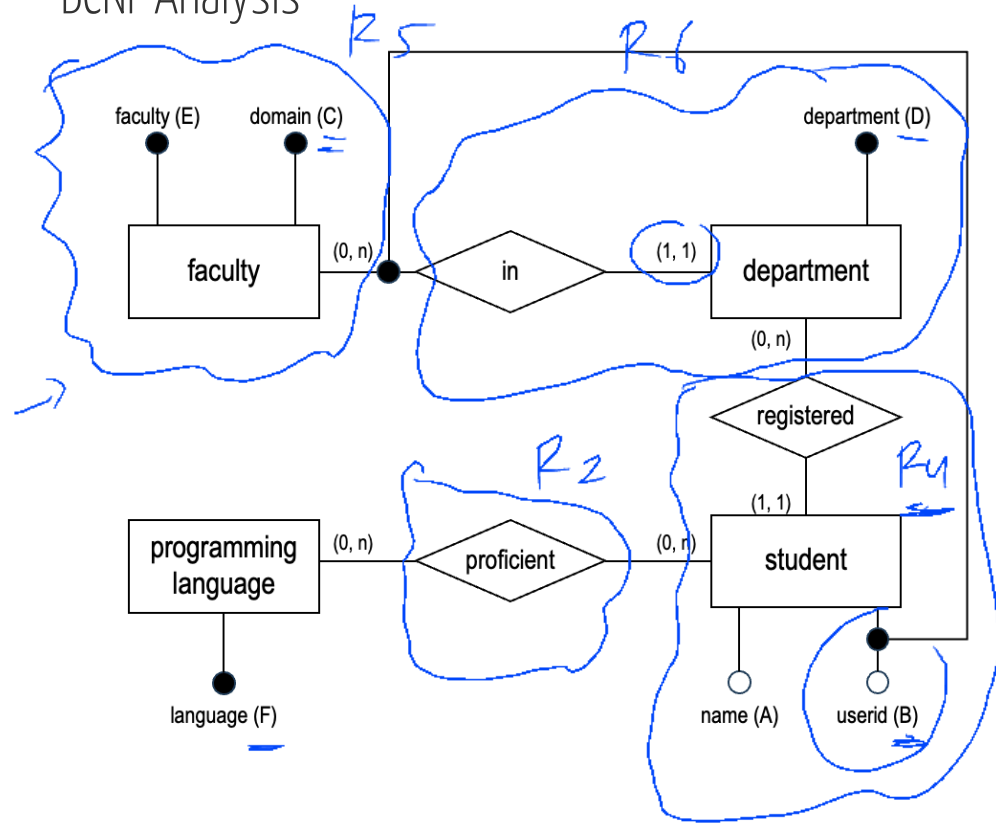 BCNF Analysis
R5
R6
faculty (E)
domain (C)
department (D)
faculty
(0, n)
in
(1, 1)
department
(0, n)
registered
R2
R4
(1, 1)
programming
language
(0, n)
proficient
(0, n)
student
language (F)
name (A)
userid (B)